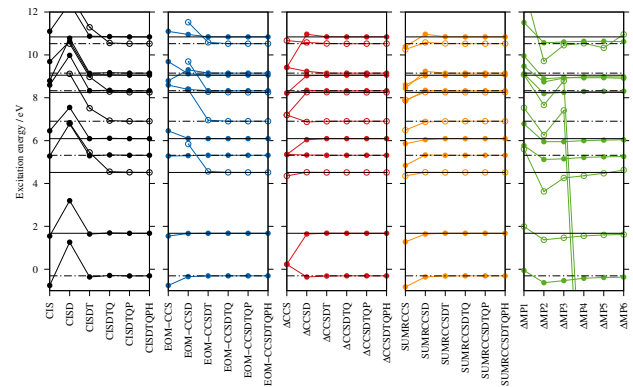 Excitation energy / eV
12
10
8
6
4
2
0
CIS
CISD
CISDT
CISDTQ
CISDTQP
CISDTQPH
EOM−CCS
EOM−CCSD
EOM−CCSDT
EOM−CCSDTQ
EOM−CCSDTQP
EOM−CCSDTQPH
ΔCCS
ΔCCSD
ΔCCSDT
ΔCCSDTQ
ΔCCSDTQP
ΔCCSDTQPH
SUMRCCS
SUMRCCSD
SUMRCCSDT
SUMRCCSDTQ
SUMRCCSDTQP
SUMRCCSDTQPH
ΔMP1
ΔMP2
ΔMP3
ΔMP4
ΔMP5
ΔMP6